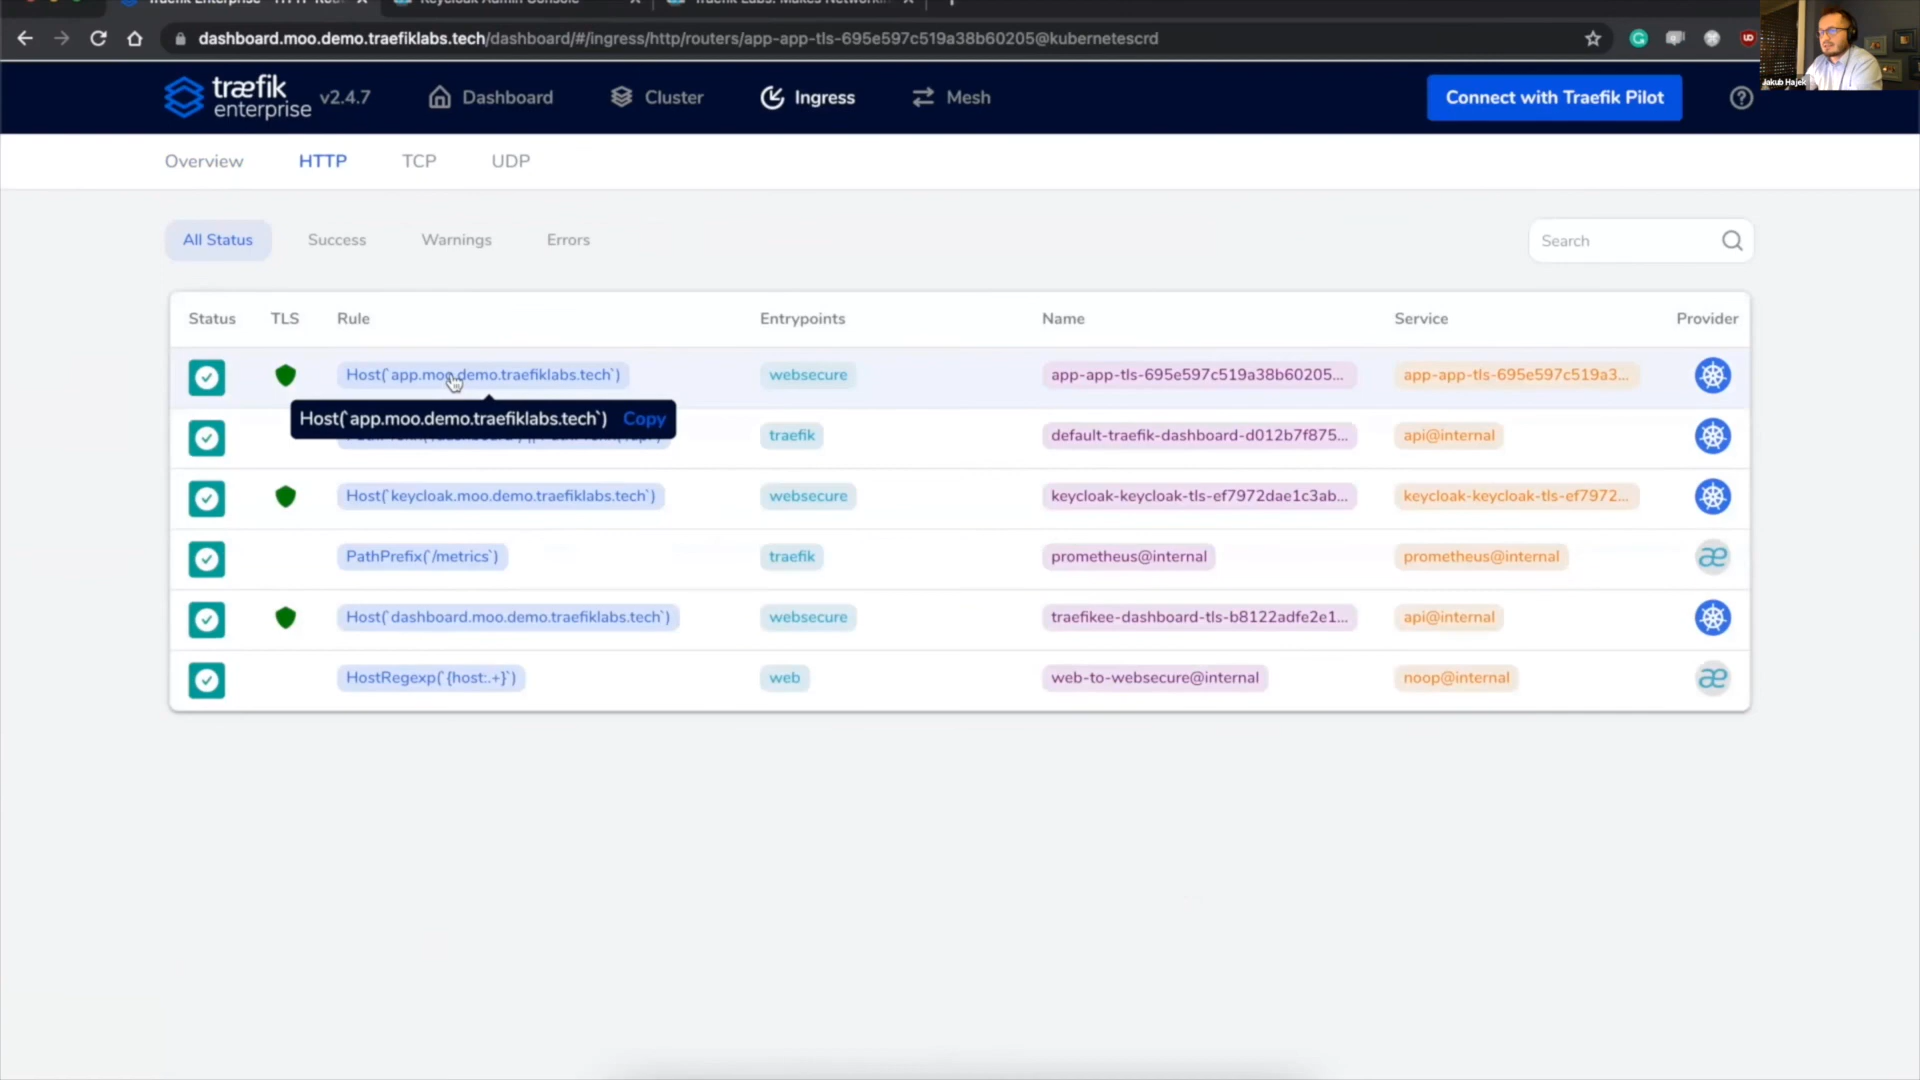 Keycloak Admin Console
dashboard.moo.demo.traefiklabs.tech/dashboard/#/ingress/http/routers/app-app-tls-695e597c519a38b60205@kubernetescrd
Jakub Hajek
træfik
enterprise
v2.4.7
Dashboard
Cluster
Ingress
Mesh
Connect with Traefik Pilot
Overview
HTTP
TCP
UDP
All Status
Success
Warnings
Errors
Search
Status TLS Rule Entrypoints Name Service Provider
Host(`app.moo.demo.traefiklabs.tech`) websecure app-app-tls-695e597c519a38b60205... app-app-tls-695e597c519a3...
Host(`app.moo.demo.traefiklabs.tech`) Copy
traefik default-traefik-dashboard-d012b7f875... api@internal
Host(`keycloak.moo.demo.traefiklabs.tech`) websecure keycloak-keycloak-tls-ef7972dae1c3ab... keycloak-keycloak-tls-ef7972...
PathPrefix(`/metrics`) traefik prometheus@internal prometheus@internal
Host(`dashboard.moo.demo.traefiklabs.tech`) websecure traefikee-dashboard-tls-b8122adfe2e1... api@internal
HostRegexp(`{host:.+}`) web web-to-websecure@internal noop@internal